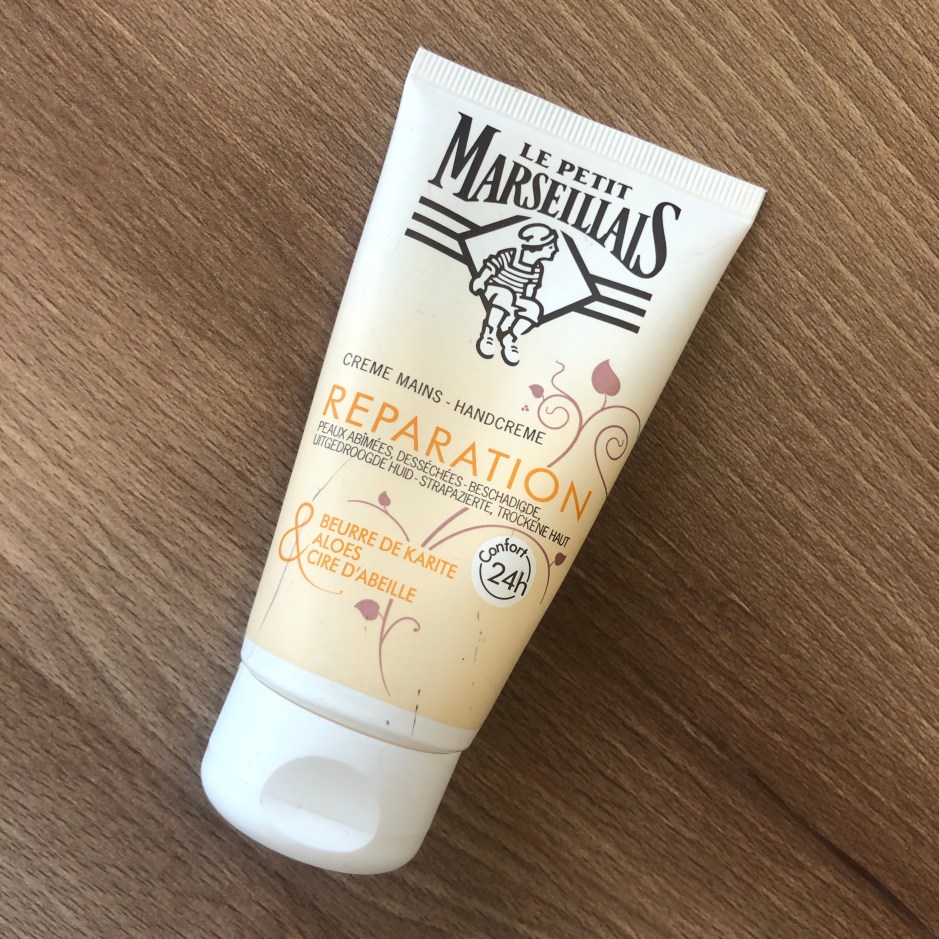 LE PETIT
MARSEILLAIS
CREME MAINS - HANDCREME
REPARATION
PEAUX ABÎMÉES, DESSÉCHÉES - BESCHADIGDE,
UITGEDROOGDE HUID - STRAPAZIERTE, TROCKENE HAUT
BEURRE DE KARITE
& ALOES
CIRE D'ABEILLE
Confort
24h